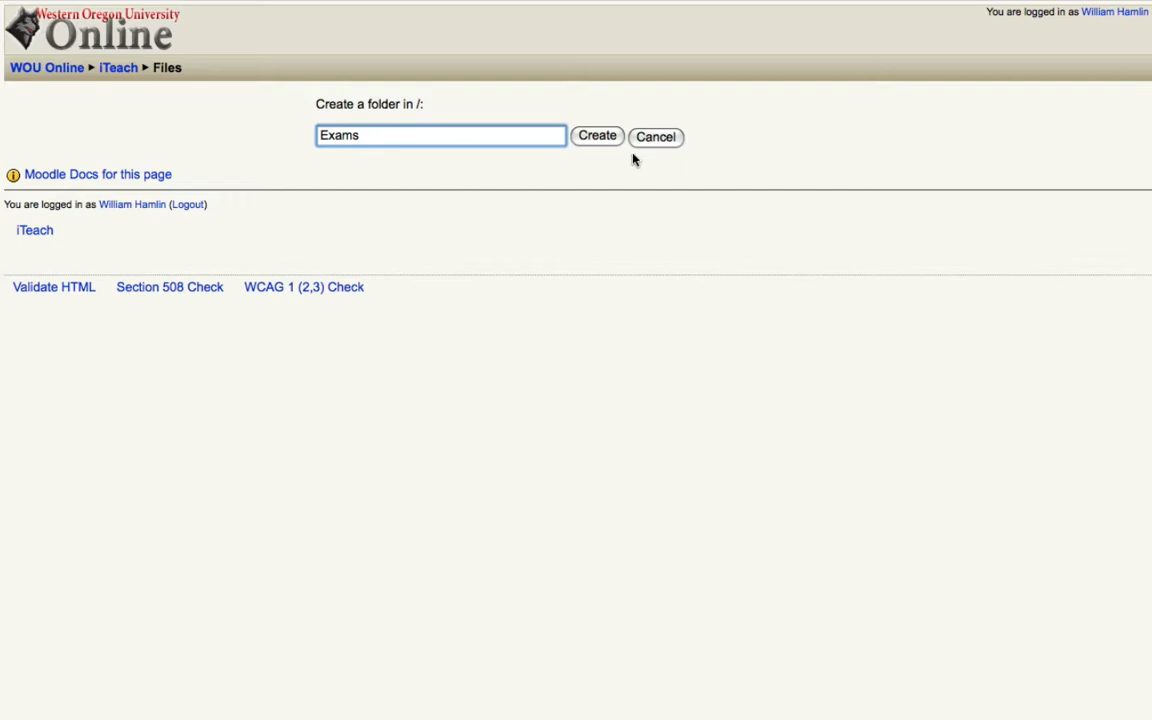 Western Oregon University
Online
You are logged in as William Hamlin
WOU Online ► iTeach ► Files
Create a folder in /:
Exams Create Cancel
Moodle Docs for this page
You are logged in as William Hamlin (Logout)
iTeach
Validate HTML Section 508 Check WCAG 1 (2,3) Check